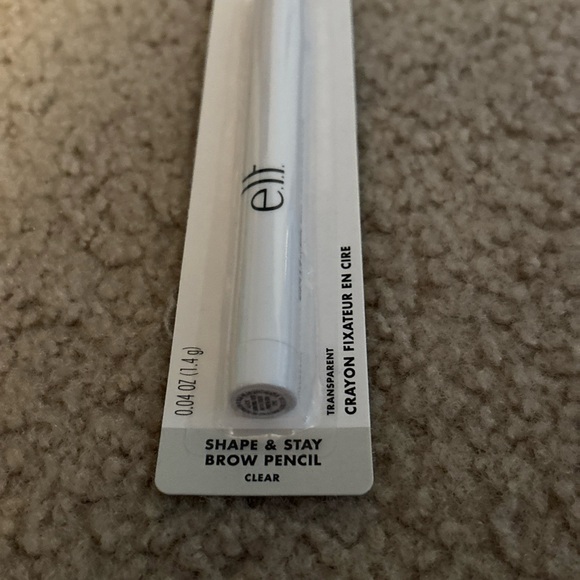 e.l.f.
0.04 OZ (1.4 g)
TRANSPARENT
CRAYON FIXATEUR EN CIRE
SHAPE & STAY
BROW PENCIL
CLEAR